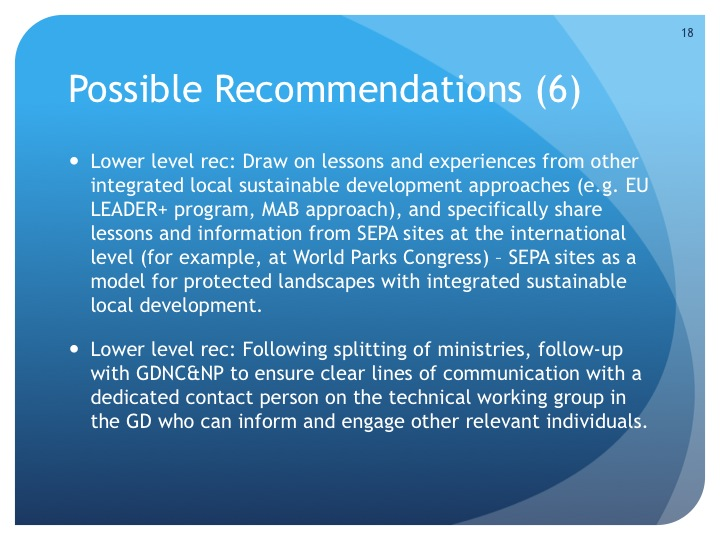 18
Possible Recommendations (6)
• Lower level rec: Draw on lessons and experiences from other
integrated local sustainable development approaches (e.g. EU
LEADER+ program, MAB approach), and specifically share
lessons and information from SEPA sites at the international
level (for example, at World Parks Congress) – SEPA sites as a
model for protected landscapes with integrated sustainable
local development.
• Lower level rec: Following splitting of ministries, follow-up
with GDNC&NP to ensure clear lines of communication with a
dedicated contact person on the technical working group in
the GD who can inform and engage other relevant individuals.